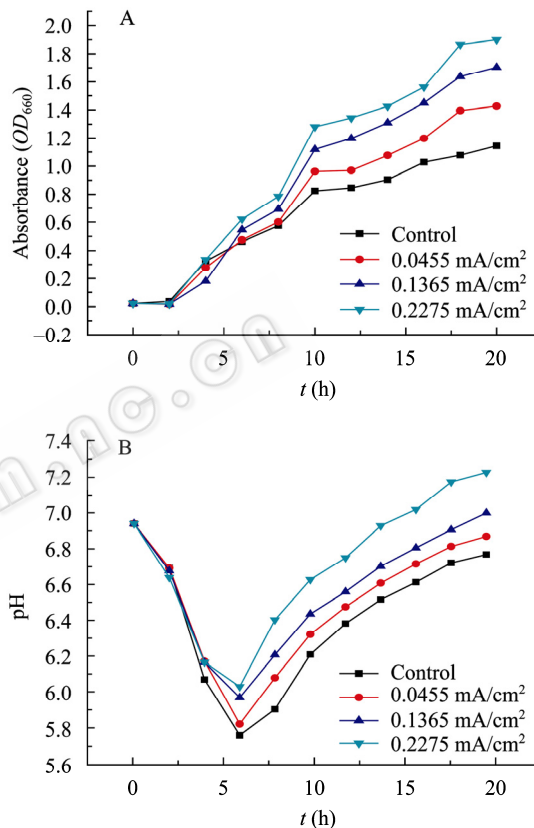 A
2.0
1.8
1.6
1.4
1.2
1.0
0.8
0.6
0.4
0.2
0.0
−0.2
Absorbance (OD660)
Control
0.0455 mA/cm²
0.1365 mA/cm²
0.2275 mA/cm²
0 5 10 15 20
t (h)
B
7.4
7.2
7.0
6.8
6.6
6.4
6.2
6.0
5.8
5.6
pH
Control
0.0455 mA/cm²
0.1365 mA/cm²
0.2275 mA/cm²
0 5 10 15 20
t (h)